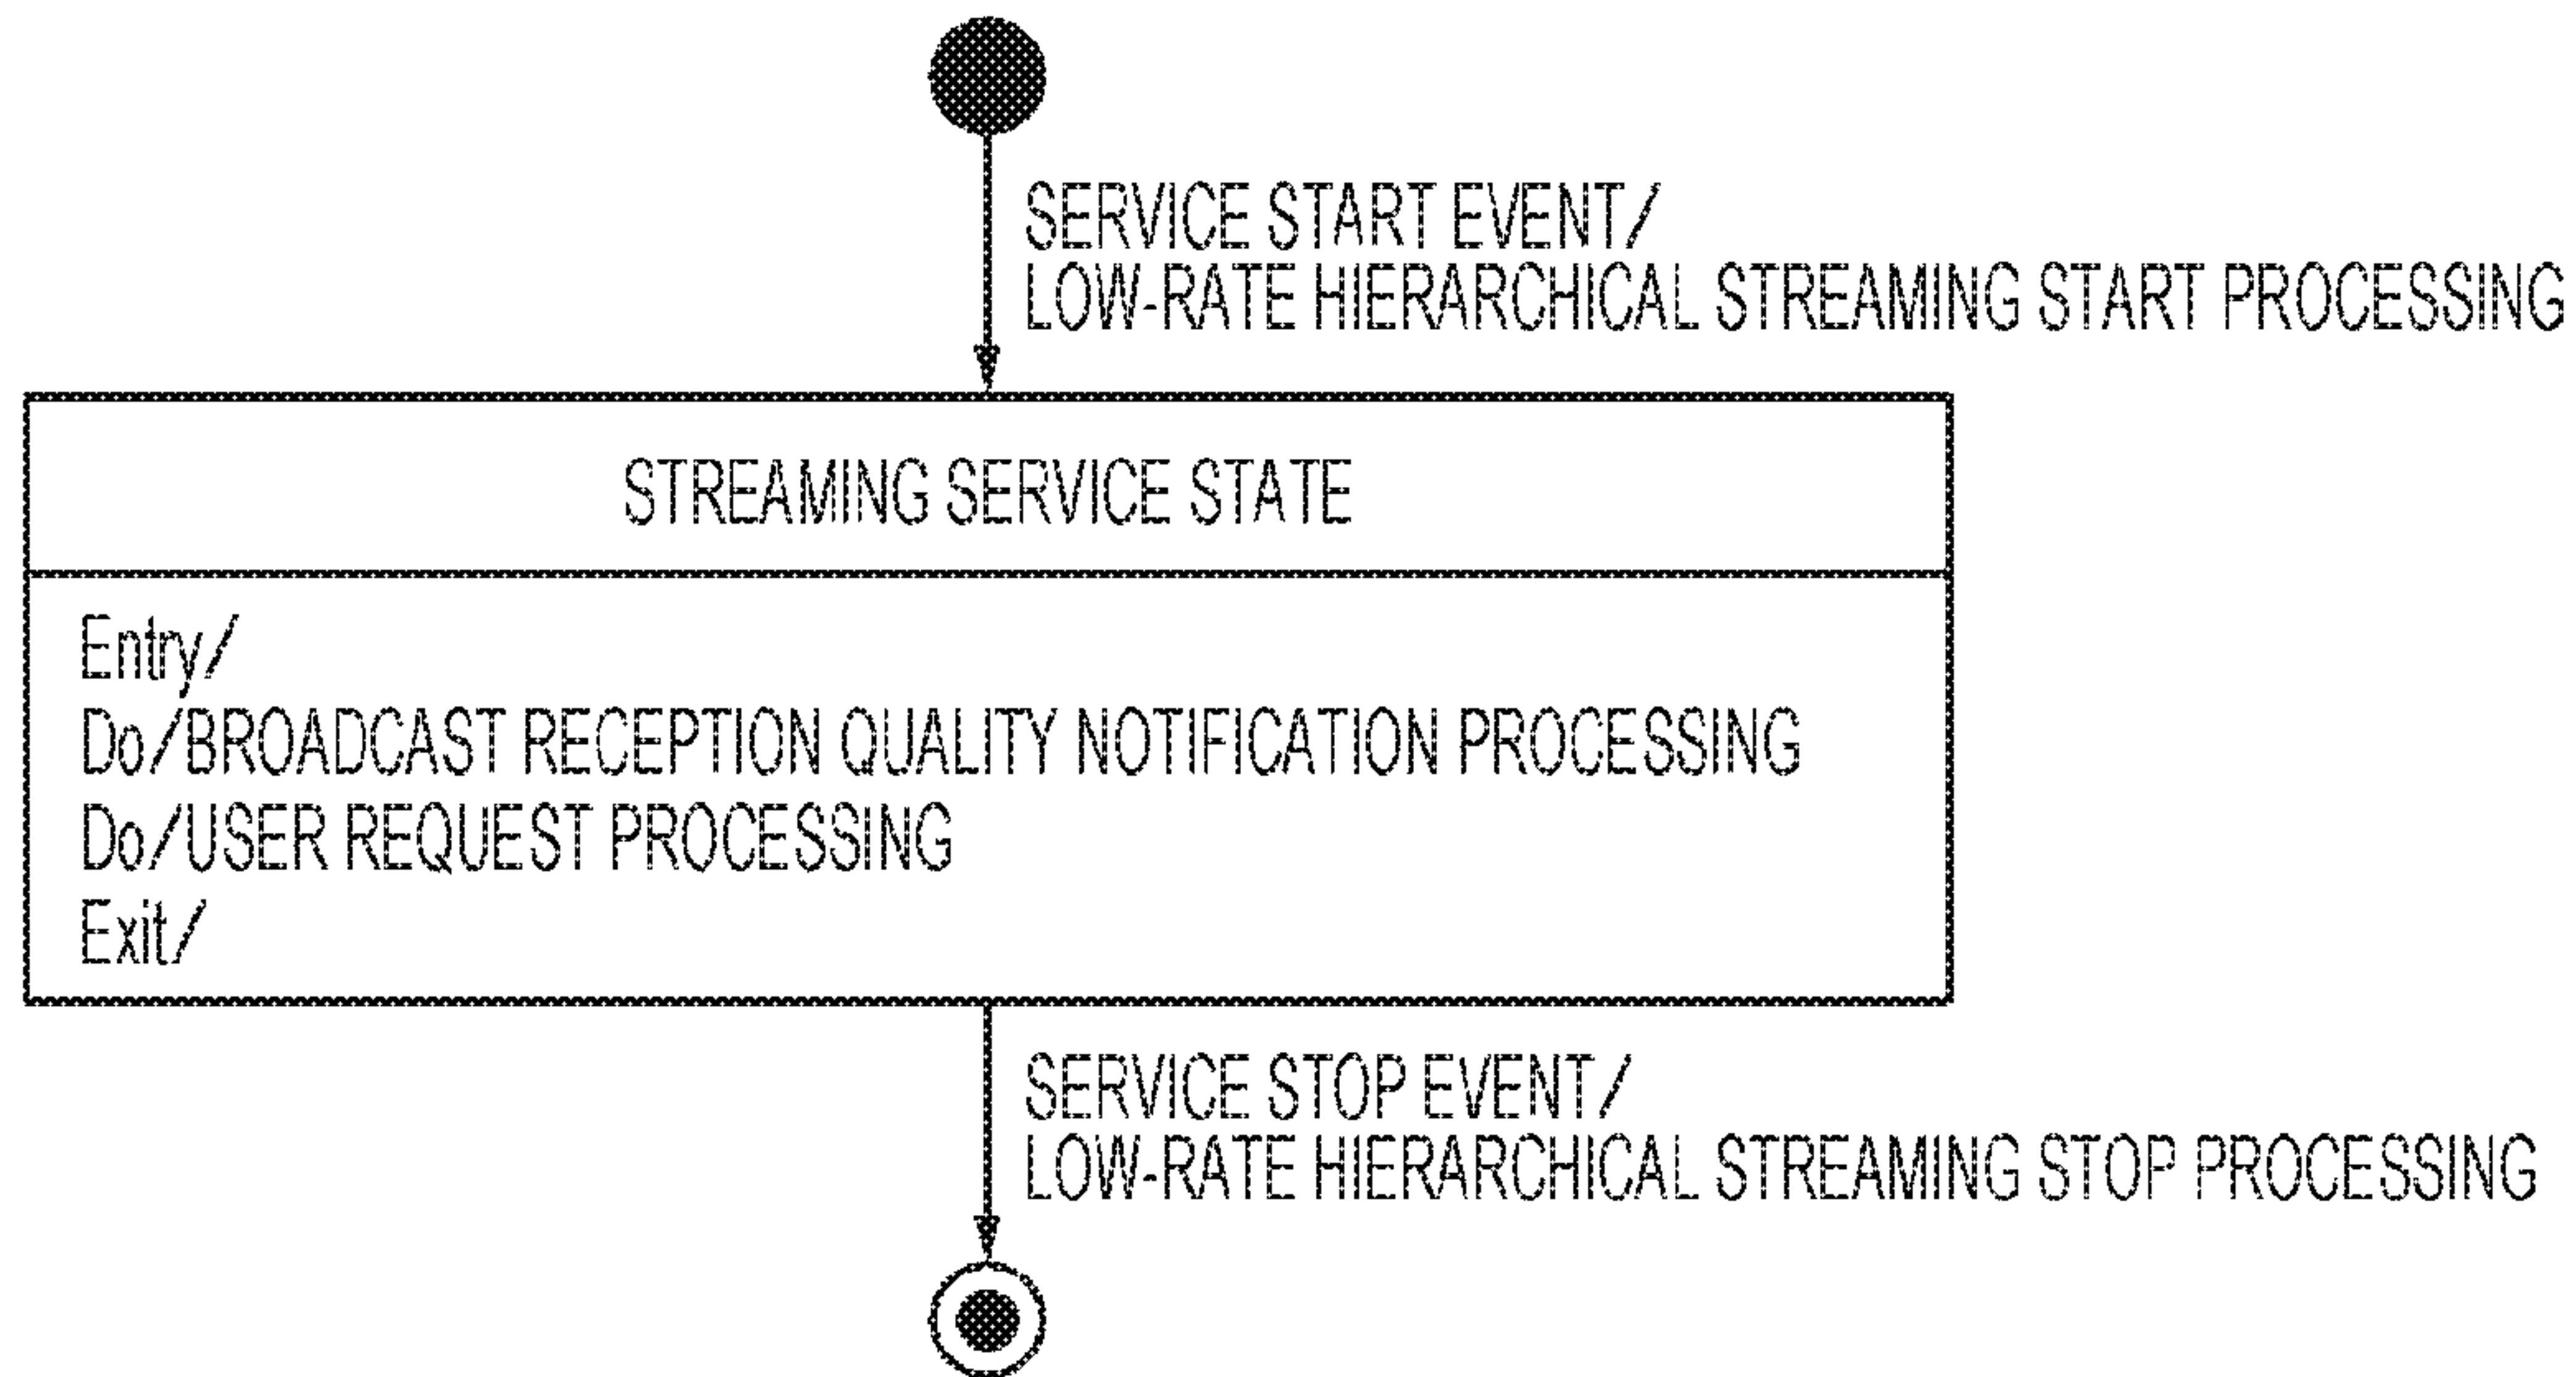 SERVICE START EVENT/
LOW-RATE HIERARCHICAL STREAMING START PROCESSING
STREAMING SERVICE STATE
Entry/
Do/BROADCAST RECEPTION QUALITY NOTIFICATION PROCESSING
Do/USER REQUEST PROCESSING
Exit/
SERVICE STOP EVENT/
LOW-RATE HIERARCHICAL STREAMING STOP PROCESSING